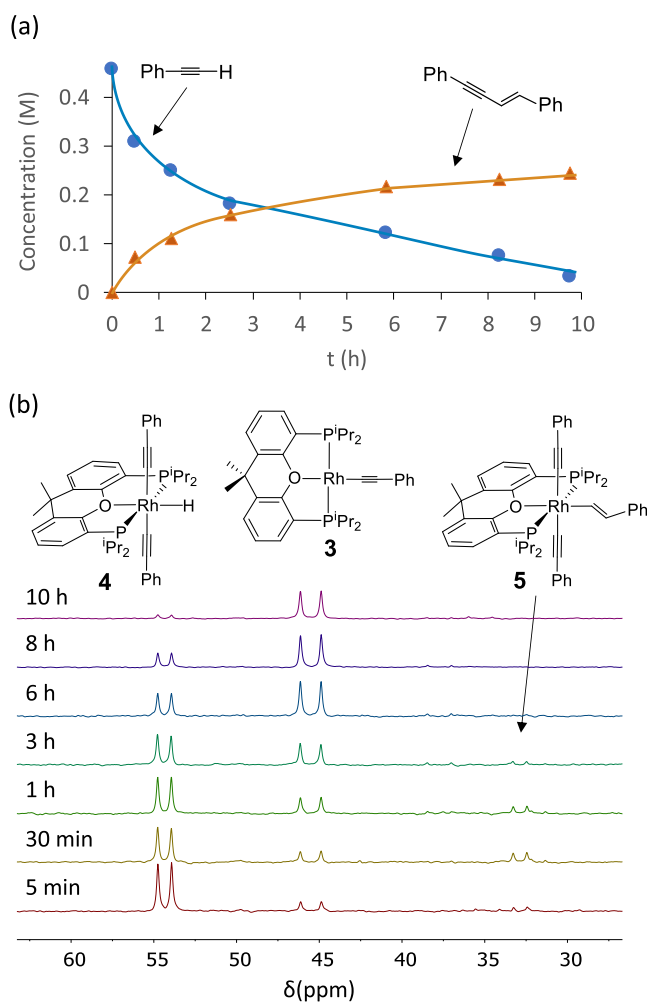 (a)
Concentration (M)
0.4
0.3
0.2
0.1
0
0 1 2 3 4 5 6 7 8 9 10
t (h)
Ph H
Ph
Ph
(b)
Ph
PⁱPr₂
O Rh H
P
ⁱPr₂
Ph
4
PⁱPr₂
O Rh Ph
PⁱPr₂
3
Ph
PⁱPr₂
O Rh
Ph
P
ⁱPr₂
Ph
5
10 h
8 h
6 h
3 h
1 h
30 min
5 min
60 55 50 45 40 35 30
δ(ppm)